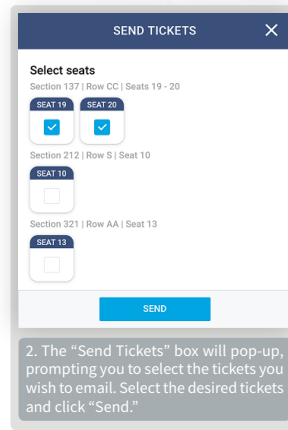 SEND TICKETS
Select seats
Section 137 | Row CC | Seats 19 - 20
SEAT 19 SEAT 20
Section 212 | Row S | Seat 10
SEAT 10
Section 321 | Row AA | Seat 13
SEAT 13
SEND
2. The “Send Tickets” box will pop-up,
prompting you to select the tickets you
wish to email. Select the desired tickets
and click “Send.”